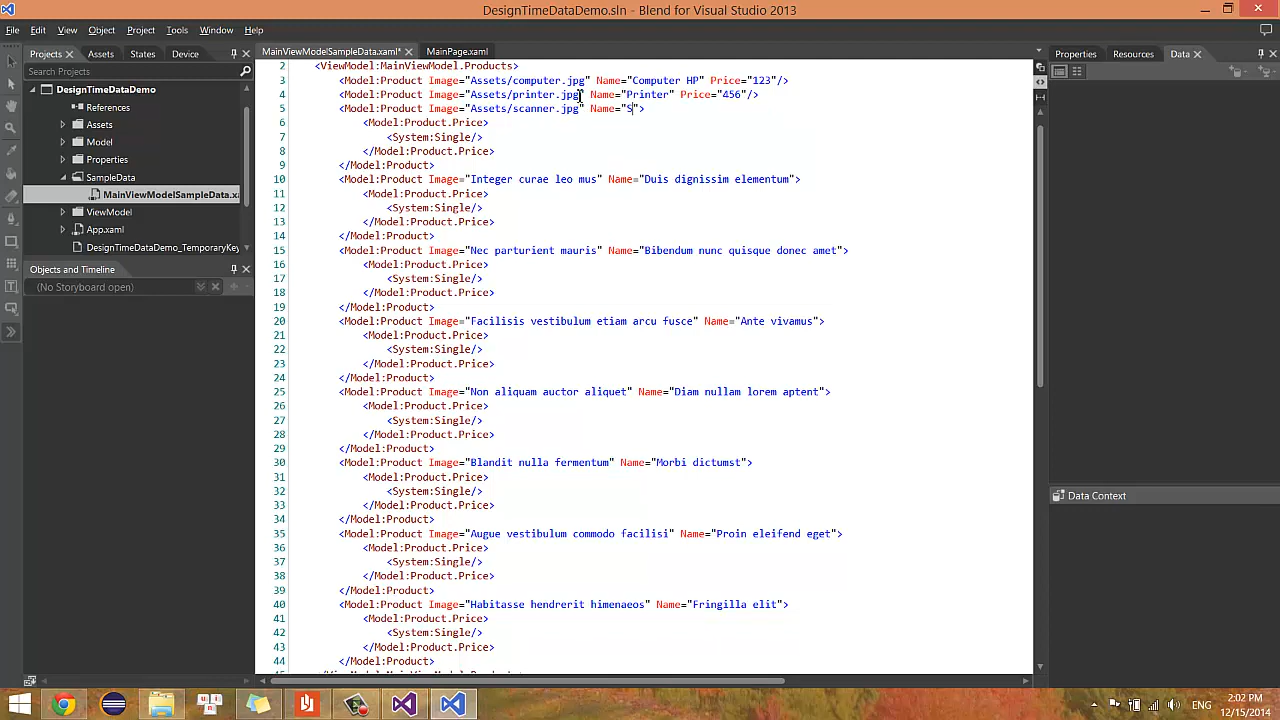 DesignTimeDataDemo.sln - Blend for Visual Studio 2013
File Edit View Object Project Tools Window Help
Projects Assets States Device
MainViewModelSampleData.xaml* MainPage.xaml
Properties Resources Data
Search Projects
DesignTimeDataDemo
References
Assets
Model
Properties
SampleData
MainViewModelSampleData.xa
ViewModel
App.xaml
DesignTimeDataDemo_TemporaryKey
Objects and Timeline
(No Storyboard open)
2 <ViewModel:MainViewModel.Products>
3 <Model:Product Image="Assets/computer.jpg" Name="Computer HP" Price="123"/>
4 <Model:Product Image="Assets/printer.jpg" Name="Printer" Price="456"/>
5 <Model:Product Image="Assets/scanner.jpg" Name="S">
6 <Model:Product.Price>
7 <System:Single/>
8 </Model:Product.Price>
9 </Model:Product>
10 <Model:Product Image="Integer curae leo mus" Name="Duis dignissim elementum">
11 <Model:Product.Price>
12 <System:Single/>
13 </Model:Product.Price>
14 </Model:Product>
15 <Model:Product Image="Nec parturient mauris" Name="Bibendum nunc quisque donec amet">
16 <Model:Product.Price>
17 <System:Single/>
18 </Model:Product.Price>
19 </Model:Product>
20 <Model:Product Image="Facilisis vestibulum etiam arcu fusce" Name="Ante vivamus">
21 <Model:Product.Price>
22 <System:Single/>
23 </Model:Product.Price>
24 </Model:Product>
25 <Model:Product Image="Non aliquam auctor aliquet" Name="Diam nullam lorem aptent">
26 <Model:Product.Price>
27 <System:Single/>
28 </Model:Product.Price>
29 </Model:Product>
30 <Model:Product Image="Blandit nulla fermentum" Name="Morbi dictumst">
31 <Model:Product.Price>
32 <System:Single/>
33 </Model:Product.Price>
34 </Model:Product>
35 <Model:Product Image="Augue vestibulum commodo facilisi" Name="Proin eleifend eget">
36 <Model:Product.Price>
37 <System:Single/>
38 </Model:Product.Price>
39 </Model:Product>
40 <Model:Product Image="Habitasse hendrerit himenaeos" Name="Fringilla elit">
41 <Model:Product.Price>
42 <System:Single/>
43 </Model:Product.Price>
44 </Model:Product>
Data Context
ENG
2:02 PM
12/15/2014